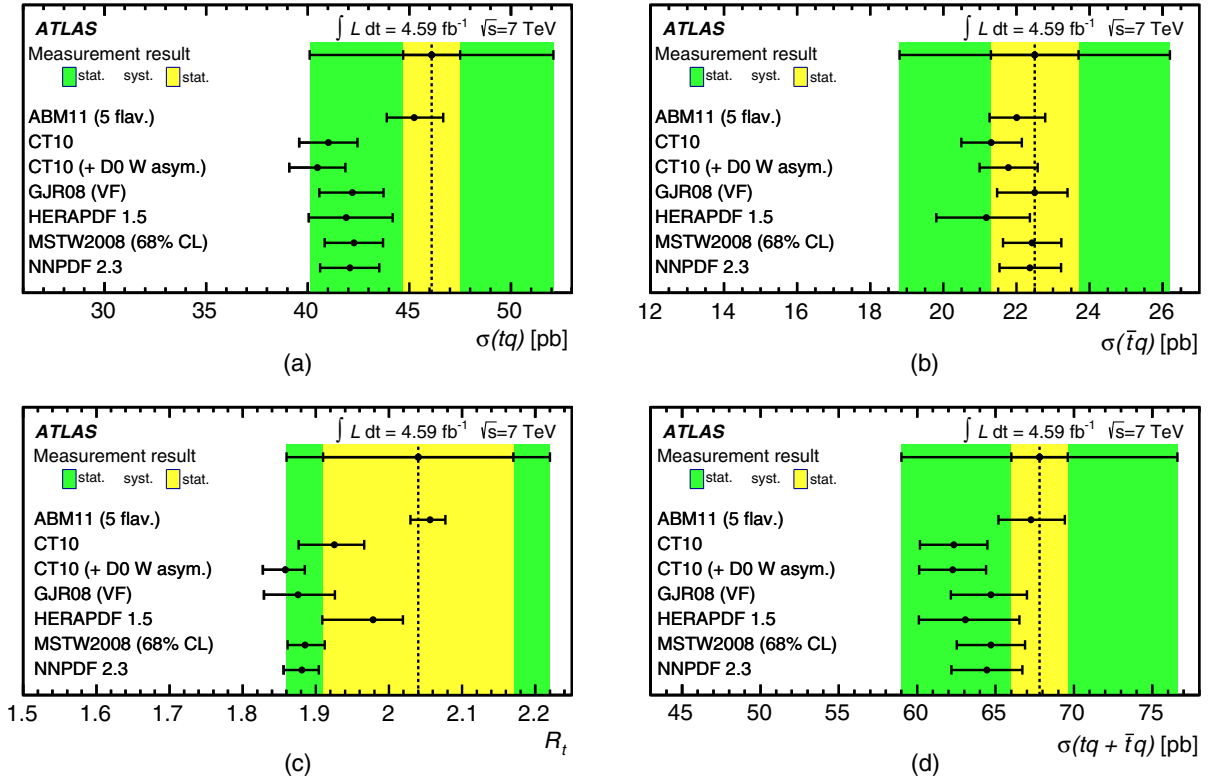 ATLAS ∫ L dt = 4.59 fb⁻¹ √s=7 TeV
Measurement result
stat. syst. stat.
ABM11 (5 flav.)
CT10
CT10 (+ D0 W asym.)
GJR08 (VF)
HERAPDF 1.5
MSTW2008 (68% CL)
NNPDF 2.3
30 35 40 45 50
σ(tq) [pb]
(a)
ATLAS ∫ L dt = 4.59 fb⁻¹ √s=7 TeV
Measurement result
stat. syst. stat.
ABM11 (5 flav.)
CT10
CT10 (+ D0 W asym.)
GJR08 (VF)
HERAPDF 1.5
MSTW2008 (68% CL)
NNPDF 2.3
12 14 16 18 20 22 24 26
σ(t̄q) [pb]
(b)
ATLAS ∫ L dt = 4.59 fb⁻¹ √s=7 TeV
Measurement result
stat. syst. stat.
ABM11 (5 flav.)
CT10
CT10 (+ D0 W asym.)
GJR08 (VF)
HERAPDF 1.5
MSTW2008 (68% CL)
NNPDF 2.3
1.5 1.6 1.7 1.8 1.9 2 2.1 2.2
Rₜ
(c)
ATLAS ∫ L dt = 4.59 fb⁻¹ √s=7 TeV
Measurement result
stat. syst. stat.
ABM11 (5 flav.)
CT10
CT10 (+ D0 W asym.)
GJR08 (VF)
HERAPDF 1.5
MSTW2008 (68% CL)
NNPDF 2.3
45 50 55 60 65 70 75
σ(tq + t̄q) [pb]
(d)